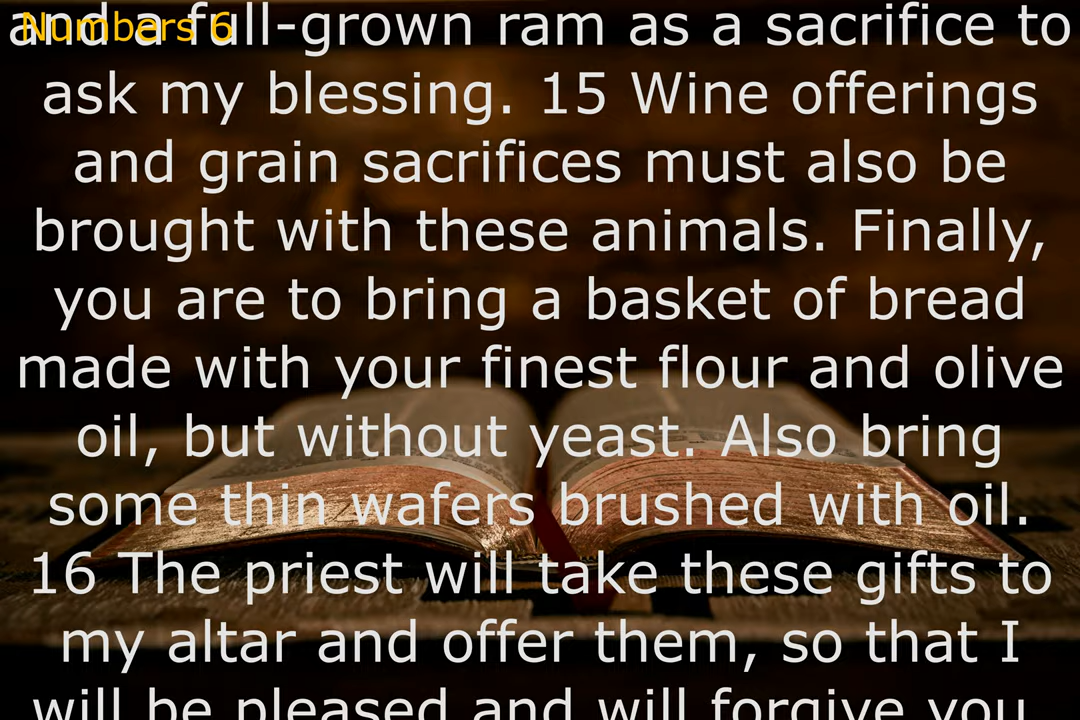 Numbers 6
and a full-grown ram as a sacrifice to
ask my blessing. 15 Wine offerings
and grain sacrifices must also be
brought with these animals. Finally,
you are to bring a basket of bread
made with your finest flour and olive
oil, but without yeast. Also bring
some thin wafers brushed with oil.
16 The priest will take these gifts to
my altar and offer them, so that I
will be pleased and will forgive you.